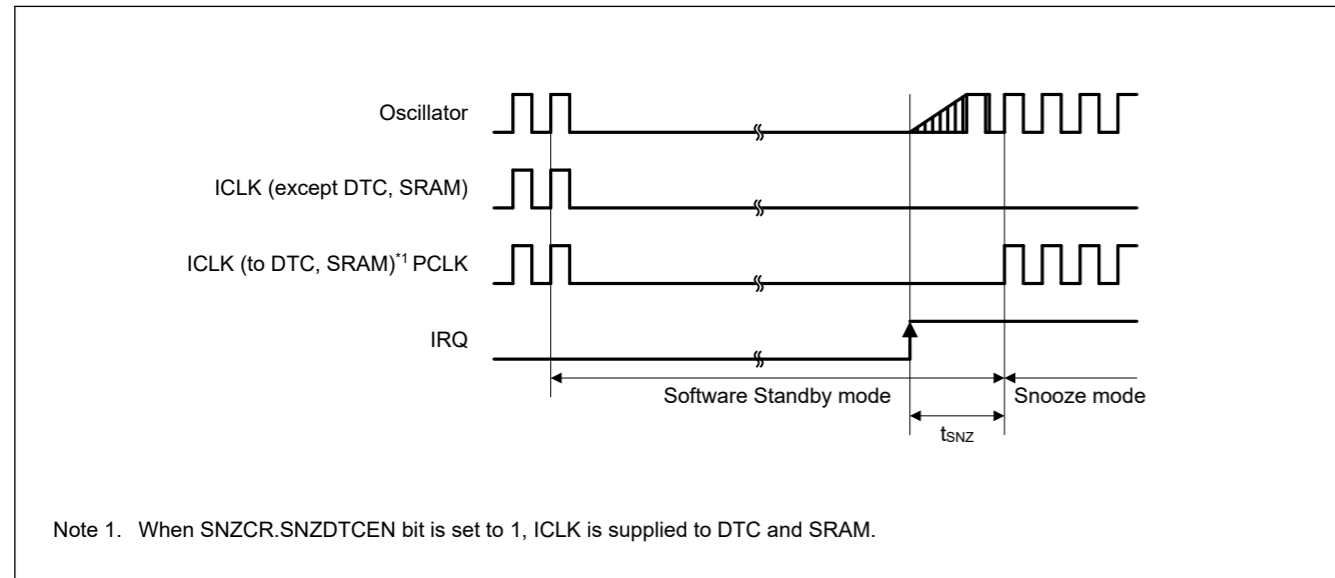 Oscillator
ICLK (except DTC, SRAM)
ICLK (to DTC, SRAM)*1 PCLK
IRQ
Software Standby mode
Snooze mode
tSNZ
Note 1. When SNZCR.SNZDTCEN bit is set to 1, ICLK is supplied to DTC and SRAM.